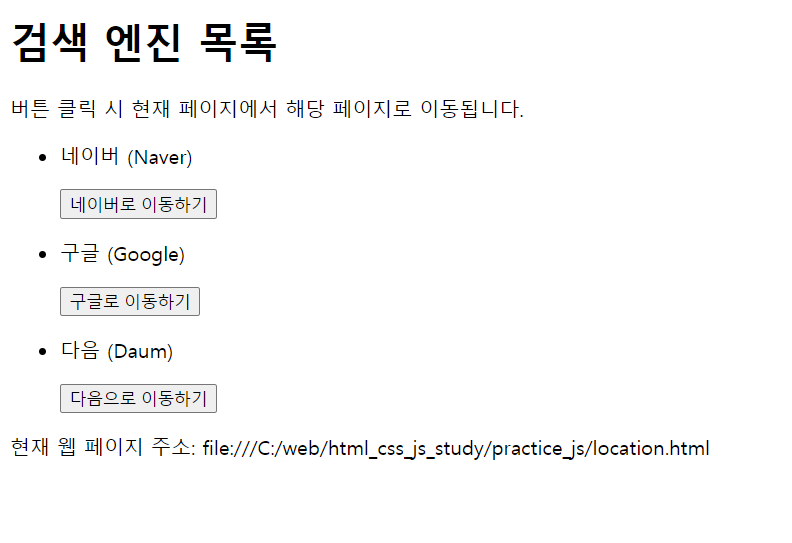 검색 엔진 목록
버튼 클릭 시 현재 페이지에서 해당 페이지로 이동됩니다.
네이버 (Naver)
네이버로 이동하기
구글 (Google)
구글로 이동하기
다음 (Daum)
다음으로 이동하기
현재 웹 페이지 주소: file:///C:/web/html_css_js_study/practice_js/location.html